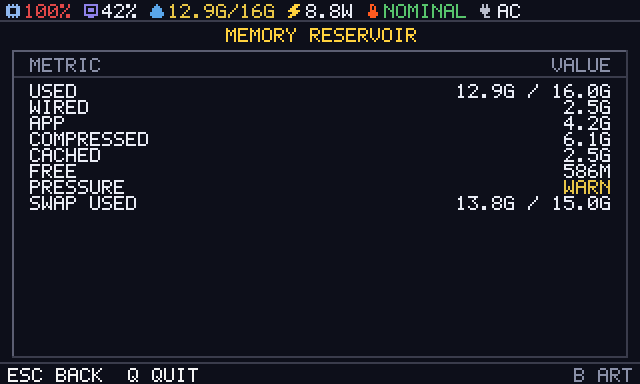 100% 42% 12.9G/16G 8.8W NOMINAL AC
MEMORY RESERVOIR
METRIC VALUE
USED 12.9G / 16.0G
WIRED 2.5G
APP 4.2G
COMPRESSED 6.1G
CACHED 2.5G
FREE 586M
PRESSURE WARN
SWAP USED 13.8G / 15.0G
ESC BACK Q QUIT B ART